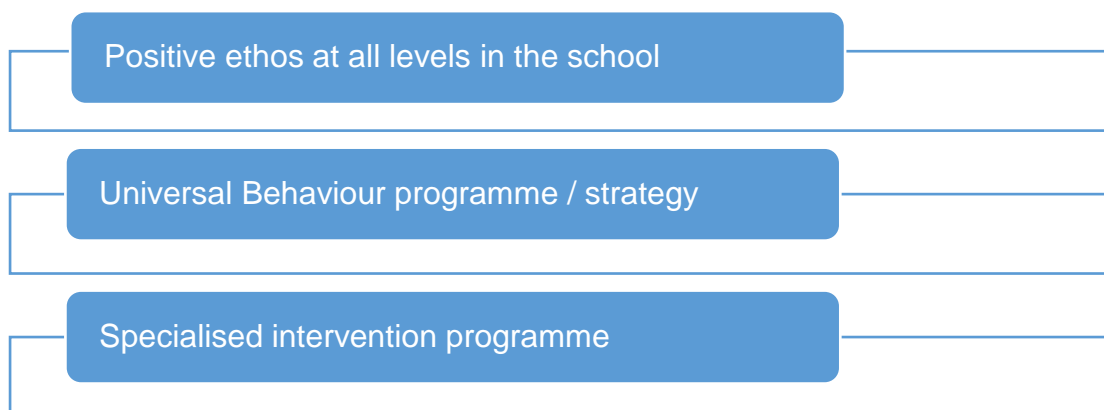 Positive ethos at all levels in the school
Universal Behaviour programme / strategy
Specialised intervention programme